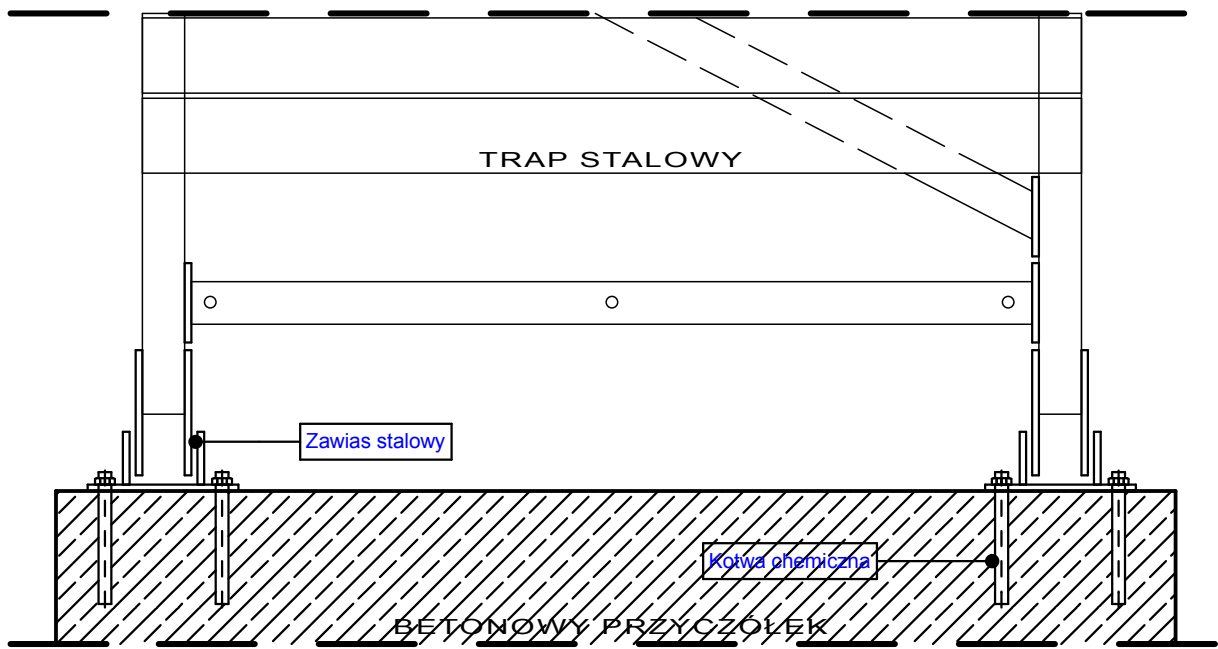 TRAP STALOWY
Zawias stalowy
Kotwa chemiczna
BETONOWY PRZYCZÓŁEK